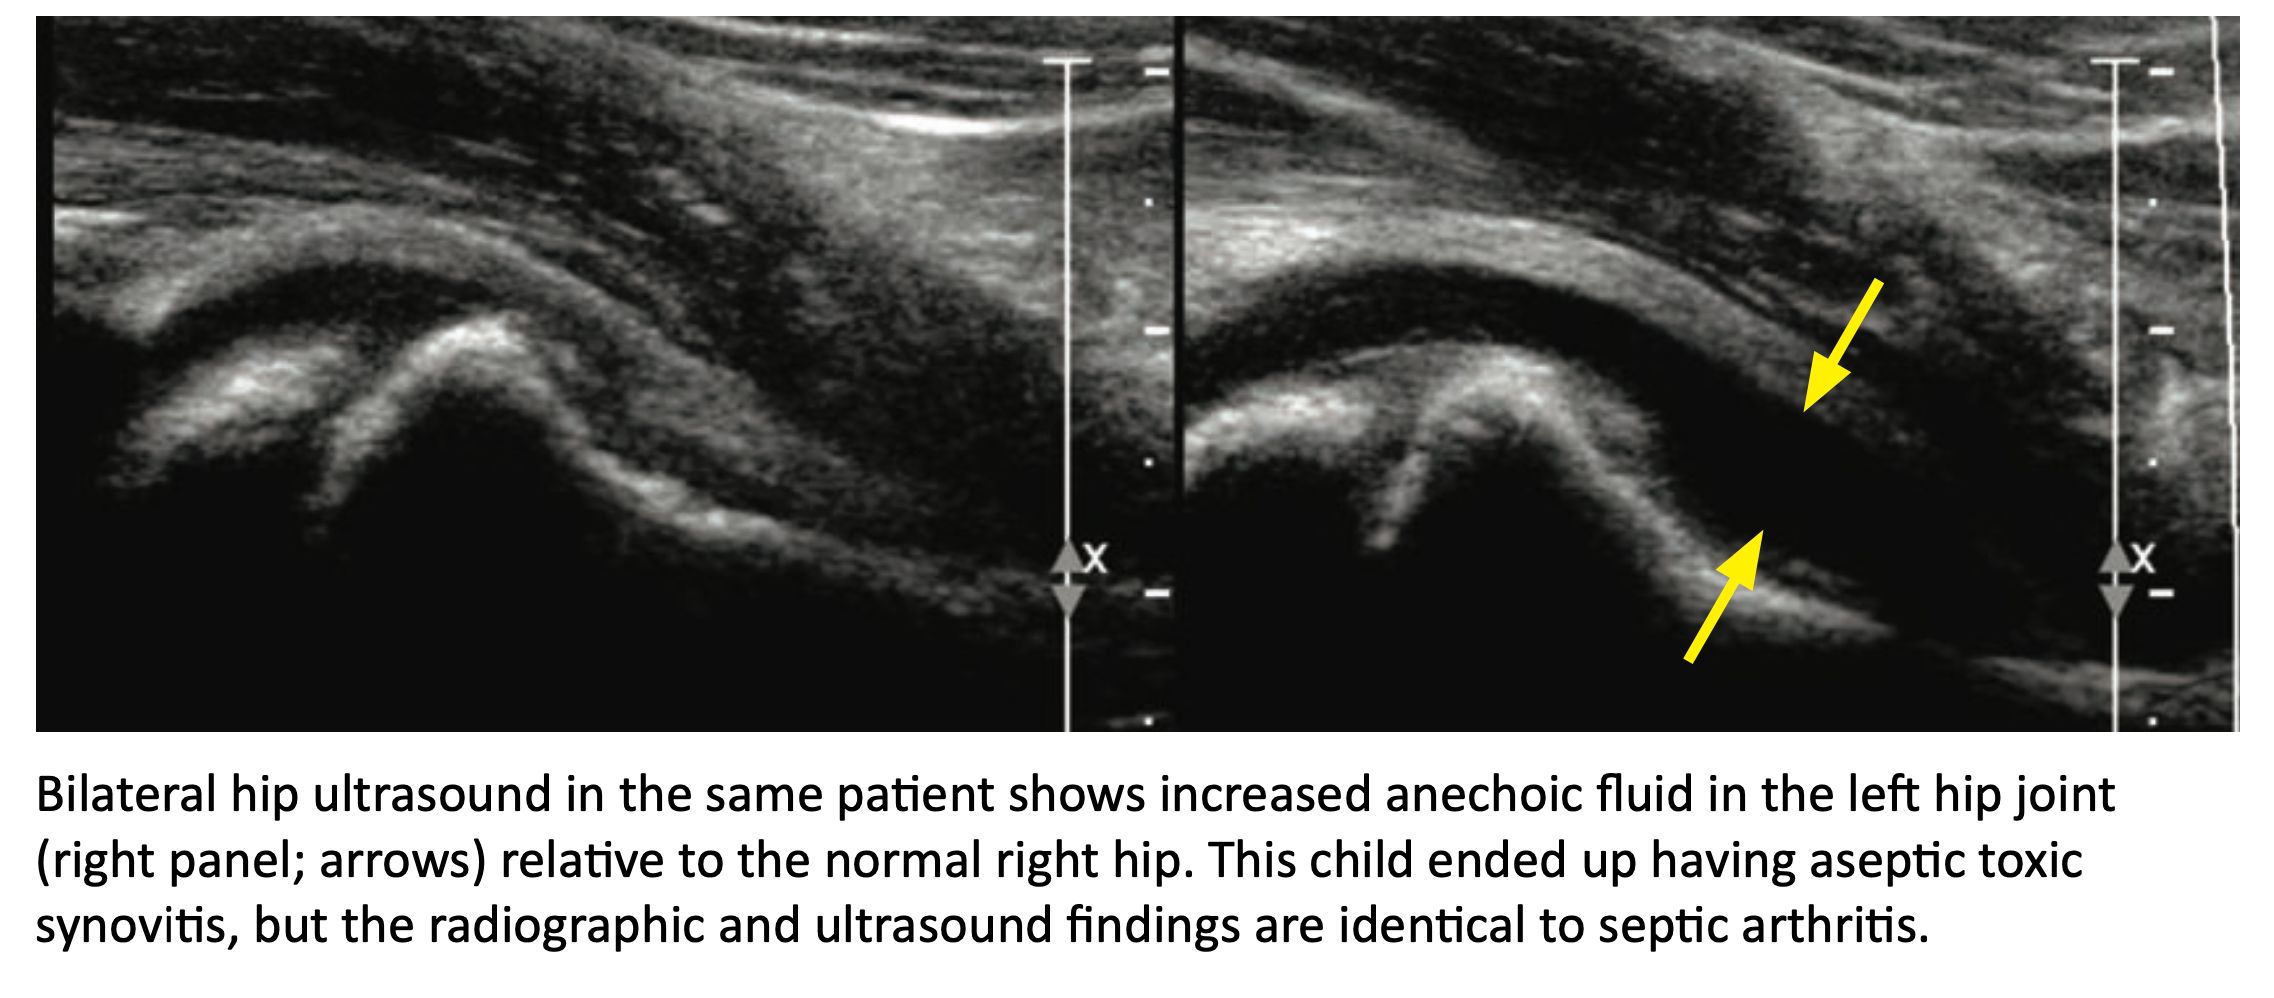 X
X
Bilateral hip ultrasound in the same patient shows increased anechoic fluid in the left hip joint
(right panel; arrows) relative to the normal right hip. This child ended up having aseptic toxic
synovitis, but the radiographic and ultrasound findings are identical to septic arthritis.